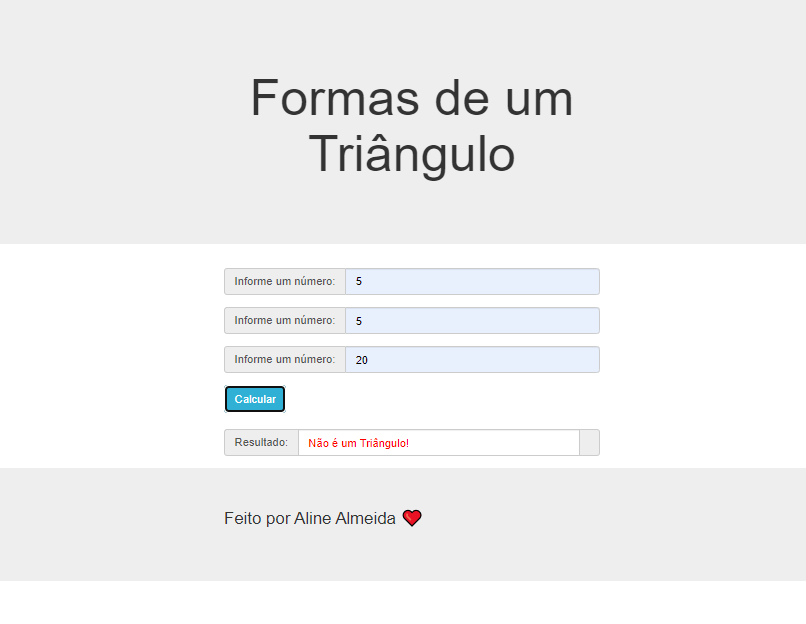 Formas de um
Triângulo
Informe um número: 5
Informe um número: 5
Informe um número: 20
Calcular
Resultado: Não é um Triângulo!
Feito por Aline Almeida ❤